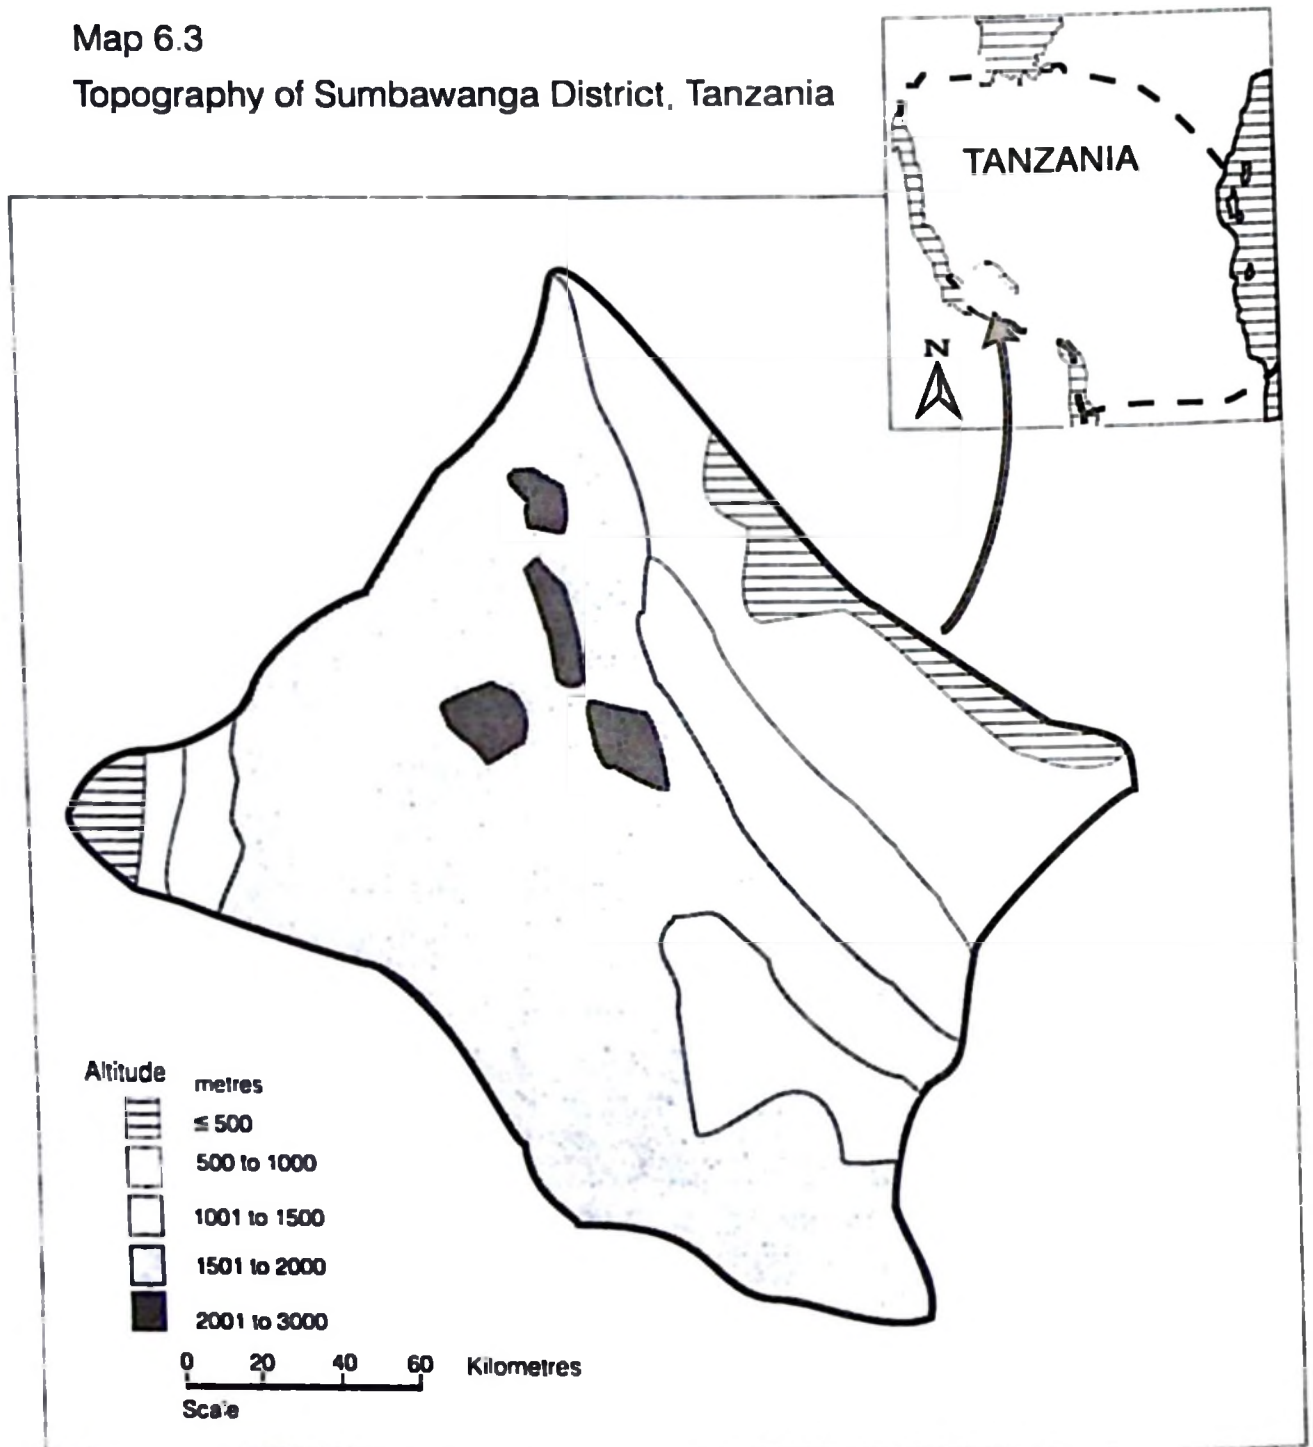 Map 6.3
Topography of Sumbawanga District, Tanzania
TANZANIA
N
Altitude
metres
≤ 500
500 to 1000
1001 to 1500
1501 to 2000
2001 to 3000
0 20 40 60 Kilometres
Scale